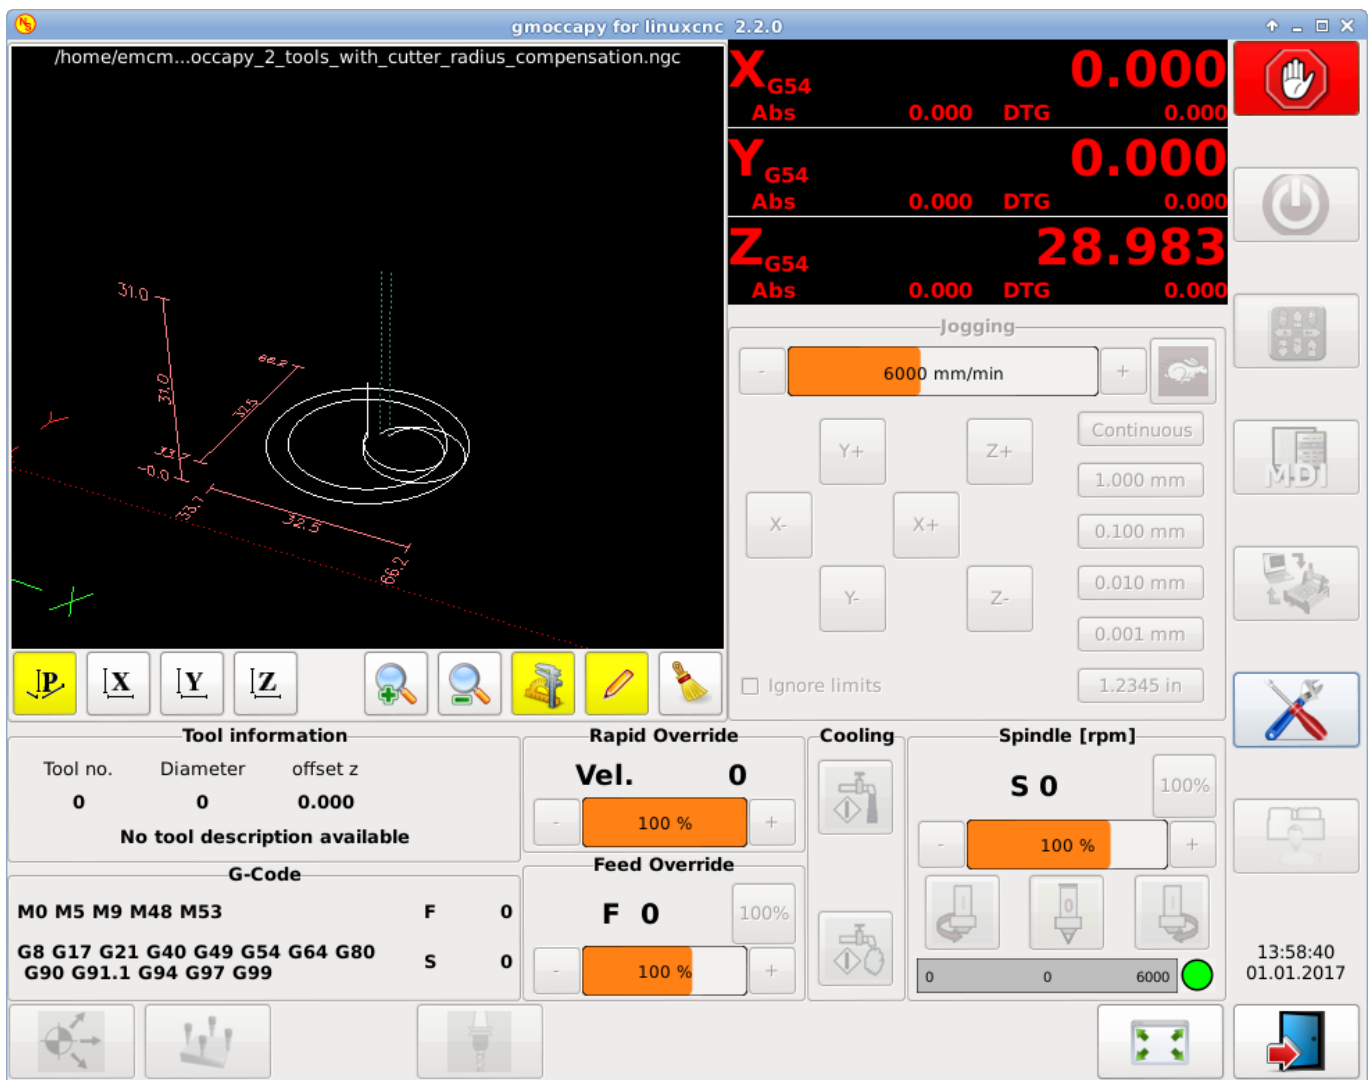 gmoccapy for linuxcnc 2.2.0
/home/emcm...occapy_2_tools_with_cutter_radius_compensation.ngc
31.0
31.0
-0.0
66.2
32.5
33.7
33.7
32.5
66.2
Y
X
X G54 0.000
Abs 0.000 DTG 0.000
Y G54 0.000
Abs 0.000 DTG 0.000
Z G54 28.983
Abs 0.000 DTG 0.000
Jogging
- 6000 mm/min +
Y+ Z+ Continuous
1.000 mm
X- X+ 0.100 mm
Y- Z- 0.010 mm
0.001 mm
Ignore limits 1.2345 in
MDI
P X Y Z
Tool information
Tool no. Diameter offset z
0 0 0.000
No tool description available
G-Code
M0 M5 M9 M48 M53 F 0
G8 G17 G21 G40 G49 G54 G64 G80
G90 G91.1 G94 G97 G99
S 0
Rapid Override
Vel. 0
- 100 % +
Feed Override
F 0 100%
- 100 % +
Cooling
Spindle [rpm]
S 0 100%
- 100 % +
0
0 0 6000
13:58:40
01.01.2017